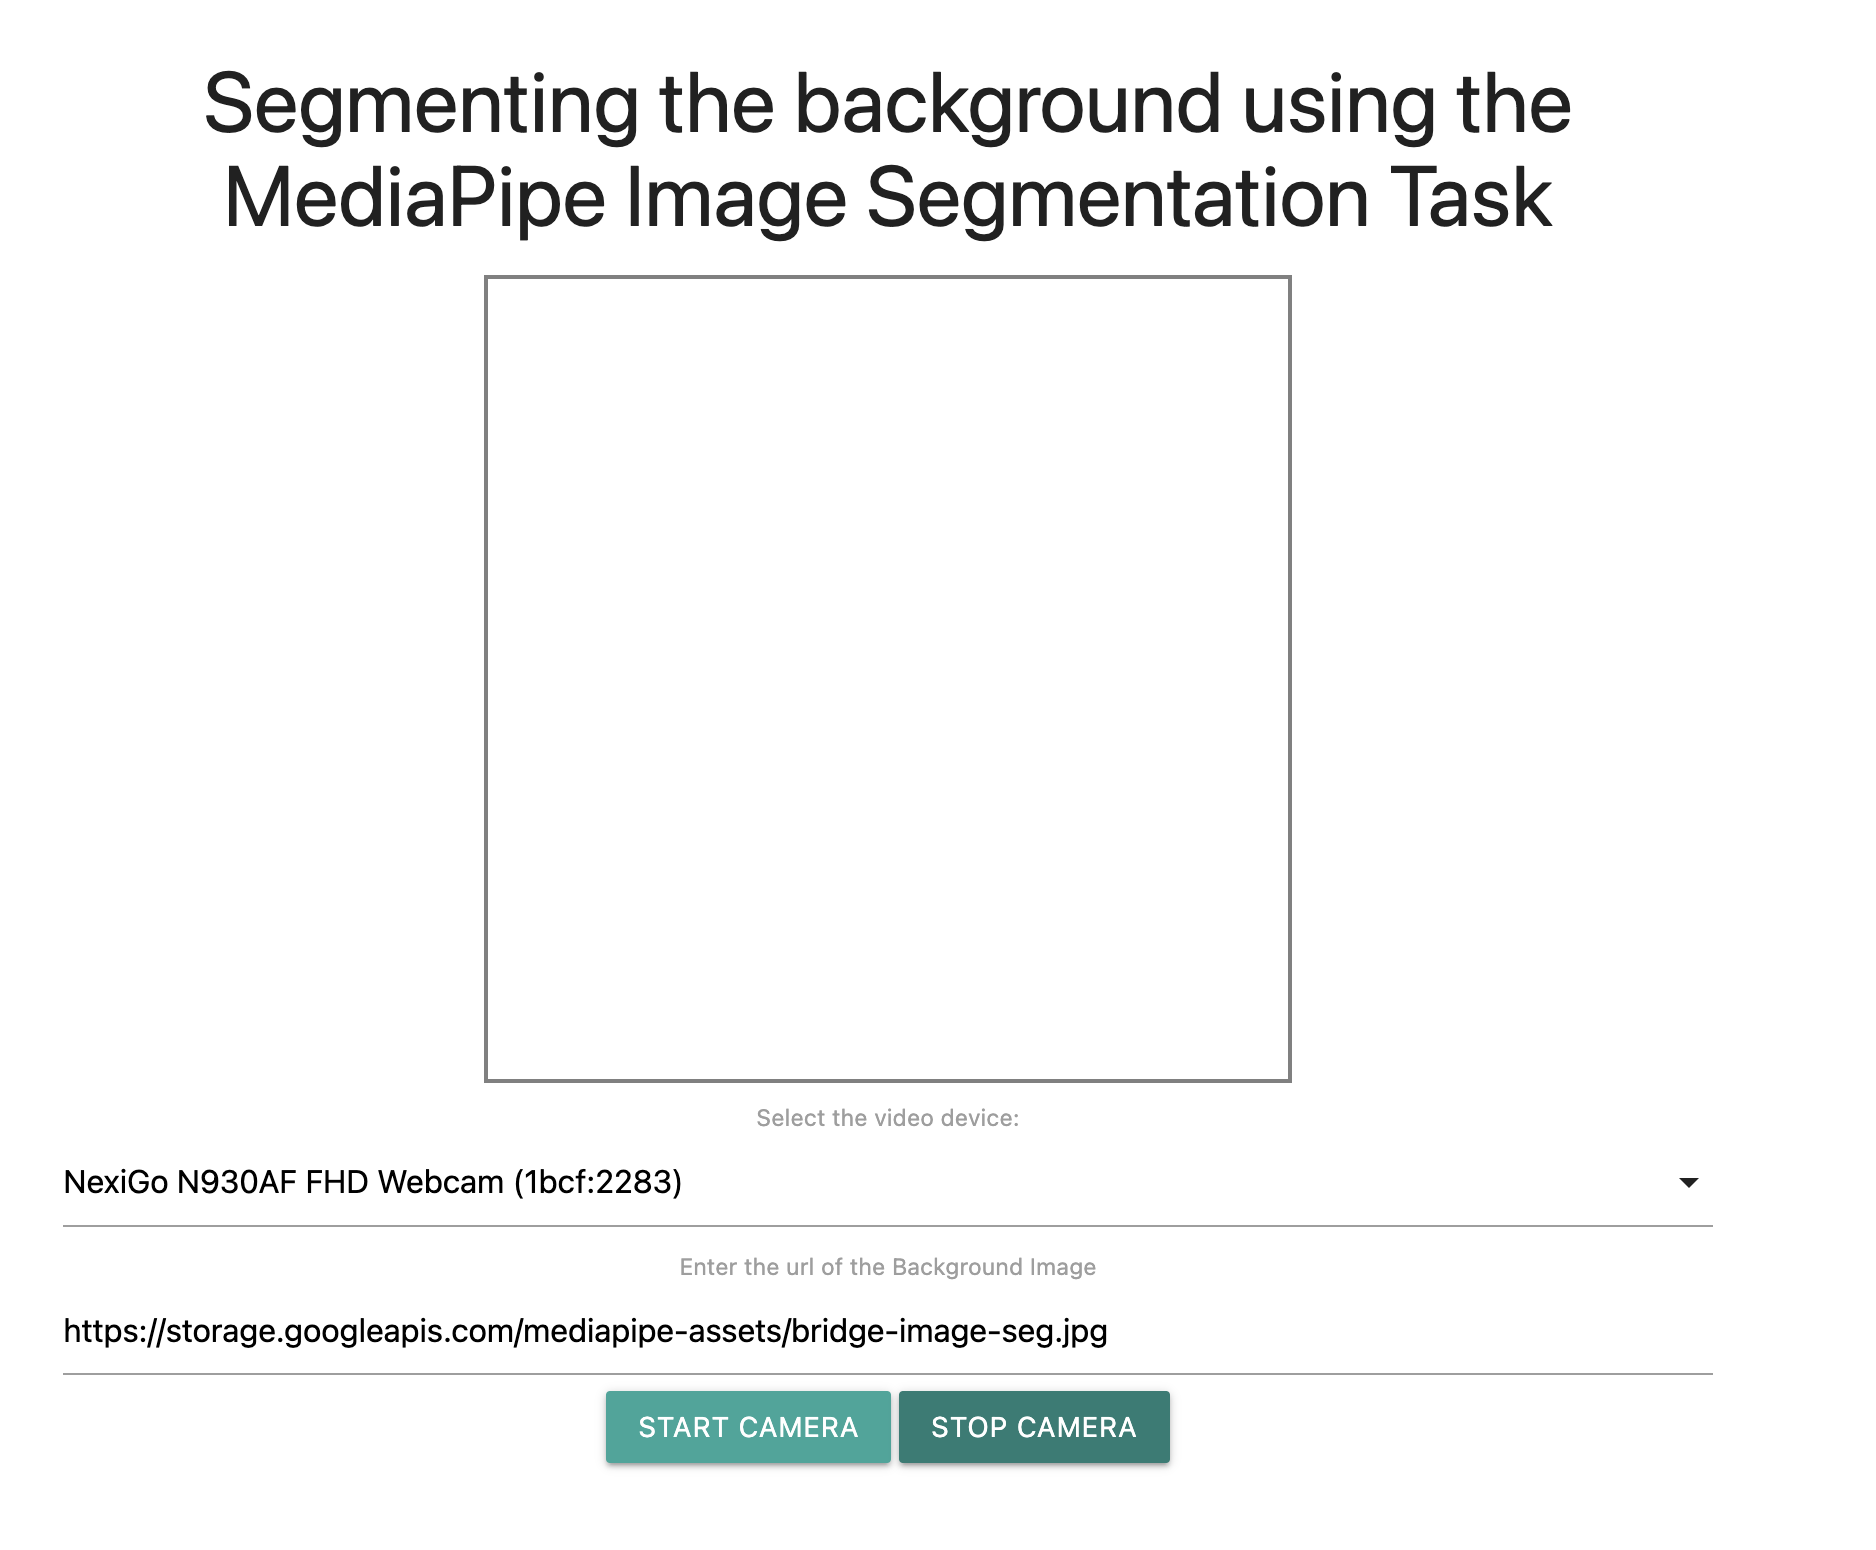 Segmenting the background using the
MediaPipe Image Segmentation Task
Select the video device:
NexiGo N930AF FHD Webcam (1bcf:2283)
Enter the url of the Background Image
https://storage.googleapis.com/mediapipe-assets/bridge-image-seg.jpg
START CAMERA STOP CAMERA